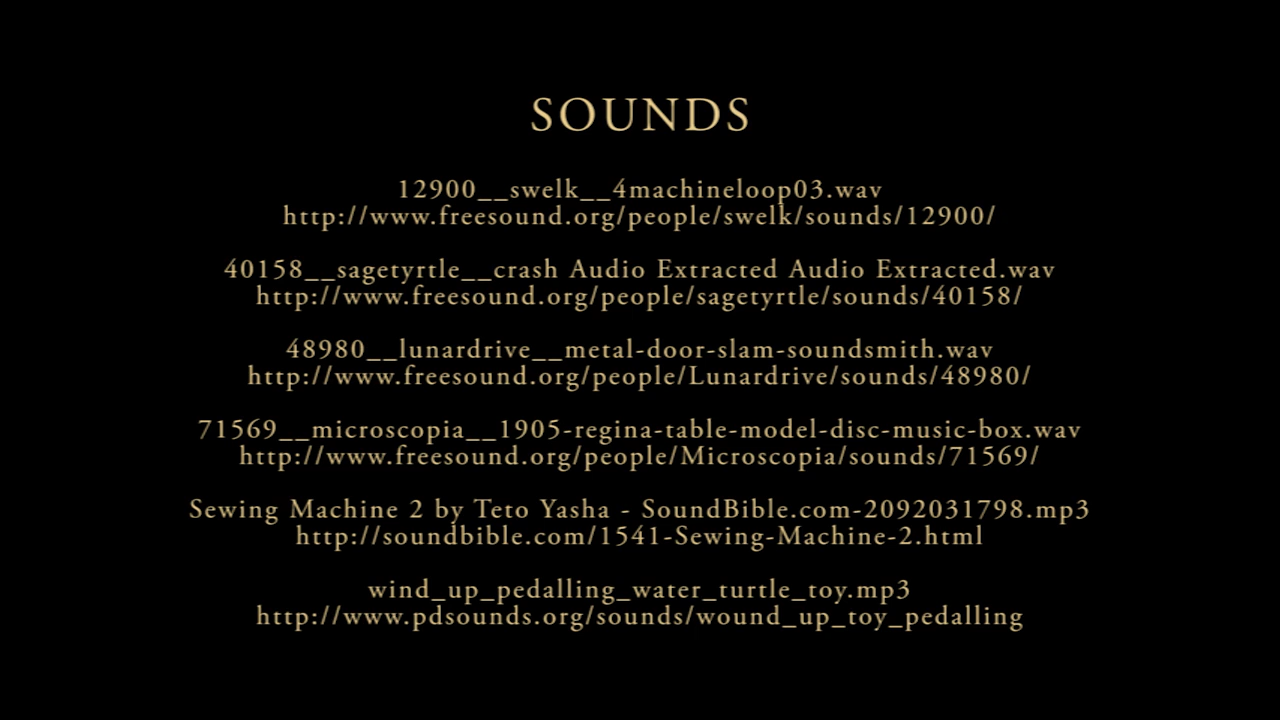 SOUNDS
12900__swelk__4machineloop03.wav
http://www.freesound.org/people/swelk/sounds/12900/
40158__sagetyrtle__crash Audio Extracted Audio Extracted.wav
http://www.freesound.org/people/sagetyrtle/sounds/40158/
48980__lunardrive__metal-door-slam-soundsmith.wav
http://www.freesound.org/people/Lunardrive/sounds/48980/
71569__microscopia__1905-regina-table-model-disc-music-box.wav
http://www.freesound.org/people/Microscopia/sounds/71569/
Sewing Machine 2 by Teto Yasha - SoundBible.com-2092031798.mp3
http://soundbible.com/1541-Sewing-Machine-2.html
wind_up_pedalling_water_turtle_toy.mp3
http://www.pdsounds.org/sounds/wound_up_toy_pedalling